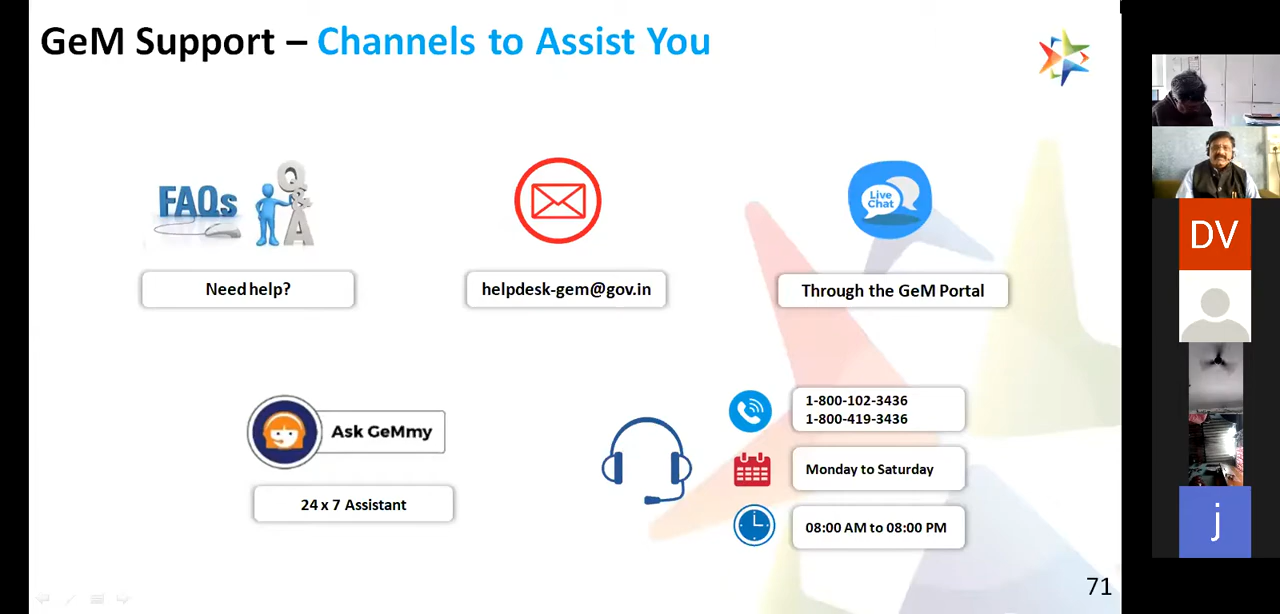 GeM Support – Channels to Assist You
FAQs
Q
&
A
Live
Chat
Need help?
helpdesk-gem@gov.in
Through the GeM Portal
Ask GeMmy
24 x 7 Assistant
1-800-102-3436
1-800-419-3436
Monday to Saturday
08:00 AM to 08:00 PM
71
DV
j